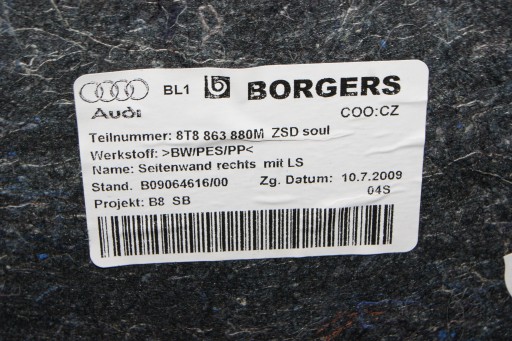 BL1 BORGERS
Audi COO:CZ
Teilnummer: 8T8 863 880M ZSD soul
Werkstoff: >BW/PES/PP<
Name: Seitenwand rechts mit LS
Stand. B09064616/00 Zg. Datum: 10.7.2009
Projekt: B8 SB 04S